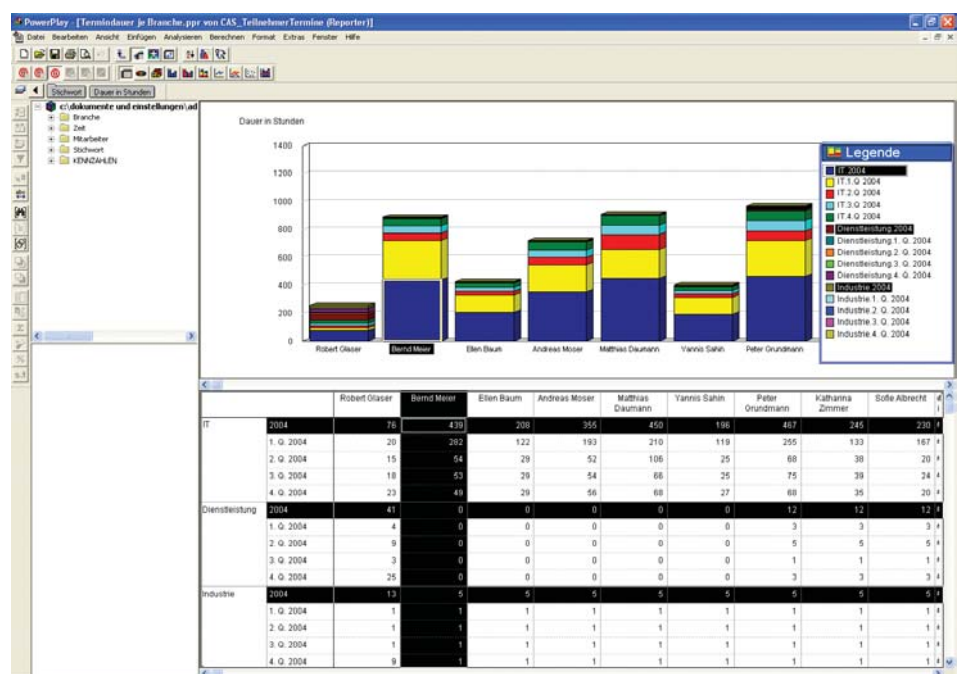 PowerPlay - [Termindauer je Branche.ppr von CAS_TeilnehmerTermine (Reporter)]
Datei Bearbeiten Ansicht Einfügen Analysieren Berechnen Format Extras Fenster Hilfe
Stichwort Dauer in Stunden
c:\dokumente und einstellungen\ad
Branche
Zeit
Mitarbeiter
Stichwort
KENNZAHLEN
Dauer in Stunden
1400
1200
1000
800
600
400
200
0
Robert Glaser Bernd Meier Ellen Baum Andreas Moser Matthias Daumann Yannis Sahin Peter Grundmann
Legende
IT.2004
IT.1.Q 2004
IT.2.Q 2004
IT.3.Q 2004
IT.4.Q 2004
Dienstleistung.2004
Dienstleistung.1. Q. 2004
Dienstleistung.2. Q. 2004
Dienstleistung.3. Q. 2004
Dienstleistung.4. Q. 2004
Industrie.2004
Industrie.1. Q. 2004
Industrie.2. Q. 2004
Industrie.3. Q. 2004
Industrie.4. Q. 2004
Robert Glaser Bernd Meier Ellen Baum Andreas Moser Matthias Daumann Yannis Sahin Peter Grundmann Katharina Zimmer Sofie Albrecht
IT 2004 76 439 208 355 450 196 467 245 230
1. Q. 2004 20 282 122 193 210 119 255 133 167
2. Q. 2004 15 54 29 52 106 25 68 38 20
3. Q. 2004 18 53 29 54 66 25 75 39 24
4. Q. 2004 23 49 29 56 68 27 68 35 20
Dienstleistung 2004 41 0 0 0 0 0 12 12 12
1. Q. 2004 4 0 0 0 0 0 3 3 3
2. Q. 2004 9 0 0 0 0 0 5 5 5
3. Q. 2004 3 0 0 0 0 0 1 1 1
4. Q. 2004 25 0 0 0 0 0 3 3 3
Industrie 2004 13 5 5 5 5 5 5 5 5
1. Q. 2004 1 1 1 1 1 1 1 1 1
2. Q. 2004 1 1 1 1 1 1 1 1 1
3. Q. 2004 1 1 1 1 1 1 1 1 1
4. Q. 2004 9 1 1 1 1 1 1 1 1